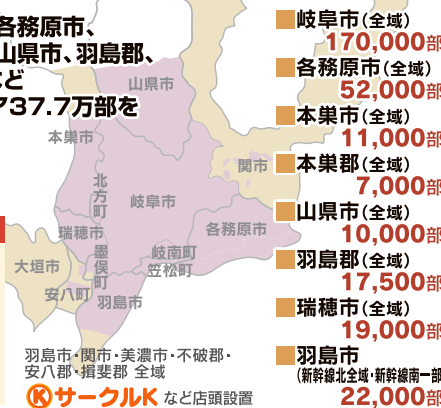 各務原市、
山県市、羽島郡、
など
ア37.7万部を
山県市
本巣市
関市
北方町
岐阜市
瑞穂市
墨俣町
各務原市
岐南町
笠松町
大垣市
安八町
羽島市
岐阜市(全域)
170,000部
各務原市(全域)
52,000部
本巣市(全域)
11,000部
本巣郡(全域)
7,000部
山県市(全域)
10,000部
羽島郡(全域)
17,500部
瑞穂市(全域)
19,000部
羽島市
(新幹線北全域・新幹線南一部
22,000部
羽島市・関市・美濃市・不破郡・
安八郡・揖斐郡 全域
ⓀサークルK など店頭設置